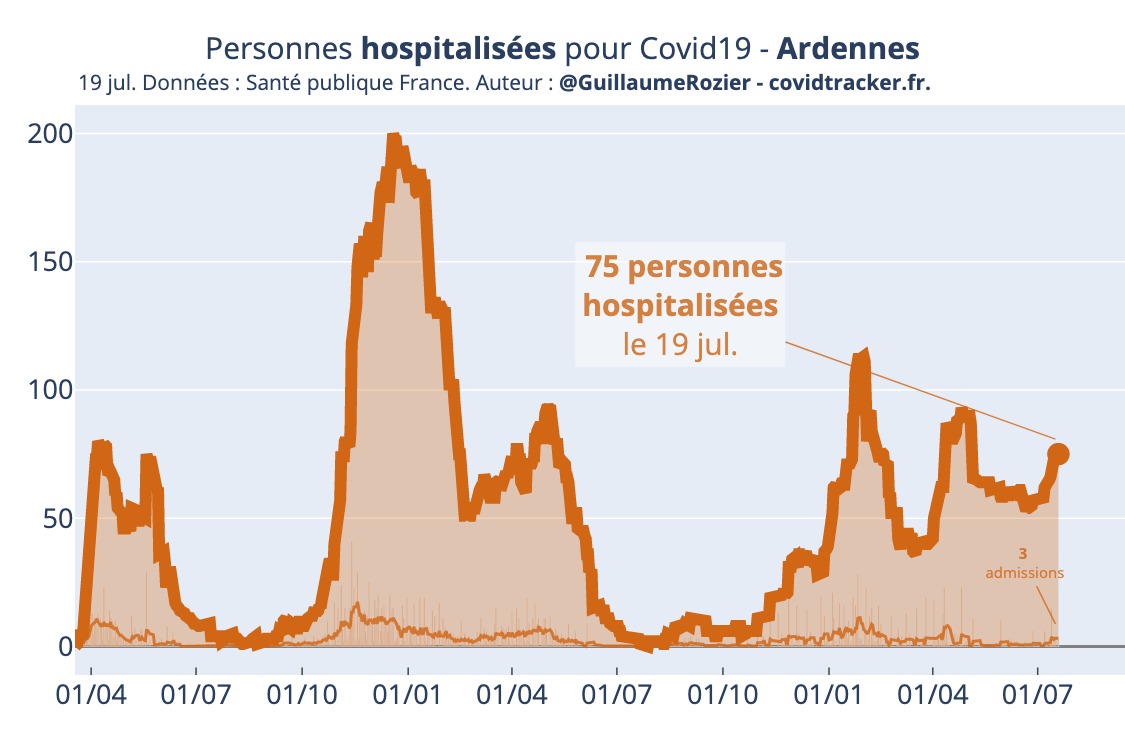 Personnes hospitalisées pour Covid19 - Ardennes
19 jul. Données : Santé publique France. Auteur : @GuillaumeRozier - covidtracker.fr.
200
150
100
50
0
75 personnes
hospitalisées
le 19 jul.
3
admissions
01/04 01/07 01/10 01/01 01/04 01/07 01/10 01/01 01/04 01/07